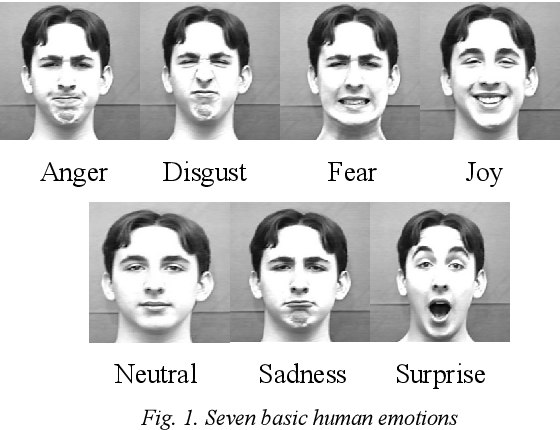 Anger Disgust Fear Joy
Neutral Sadness Surprise
Fig. 1. Seven basic human emotions